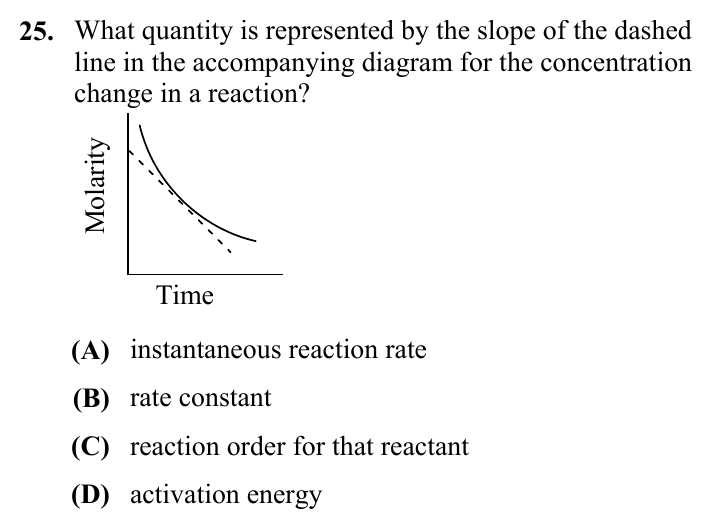 25. What quantity is represented by the slope of the dashed
line in the accompanying diagram for the concentration
change in a reaction?
Molarity
Time
(A) instantaneous reaction rate
(B) rate constant
(C) reaction order for that reactant
(D) activation energy